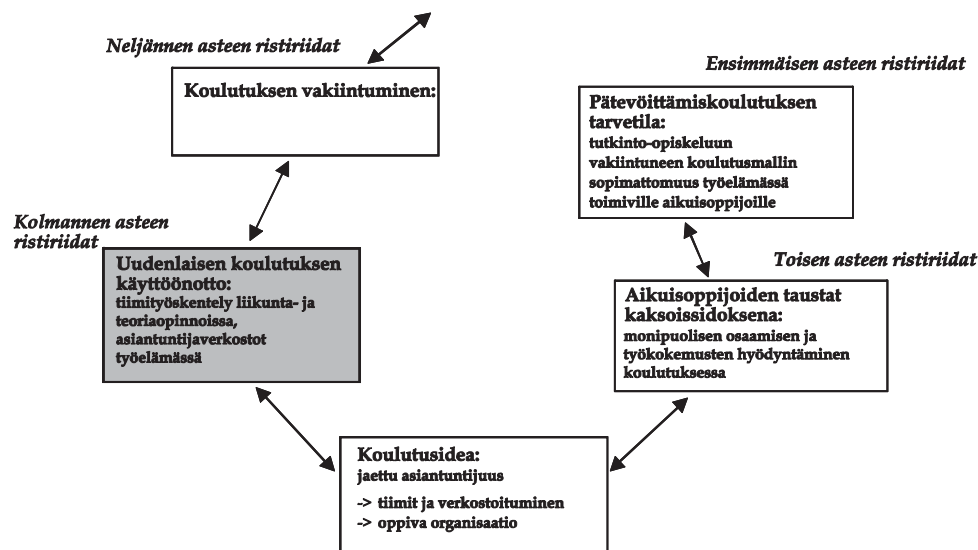 Neljännen asteen ristiriidat
Koulutuksen vakiintuminen:
Ensimmäisen asteen ristiriidat
Pätevöittämiskoulutuksen
tarvetila:
tutkinto-opiskeluun
vakiintuneen koulutusmallin
sopimattomuus työelämässä
toimiville aikuisoppijoille
Kolmannen asteen
ristiriidat
Uudenlaisen koulutuksen
käyttöönotto:
tiimityöskentely liikunta- ja
teoriaopinnoissa,
asiantuntijaverkostot
työelämässä
Toisen asteen ristiriidat
Aikuisoppijoiden taustat
kaksoissidoksena:
monipuolisen osaamisen ja
työkokemusten hyödyntäminen
koulutuksessa
Koulutusidea:
jaettu asiantuntijuus
-> tiimit ja verkostoituminen
-> oppiva organisaatio